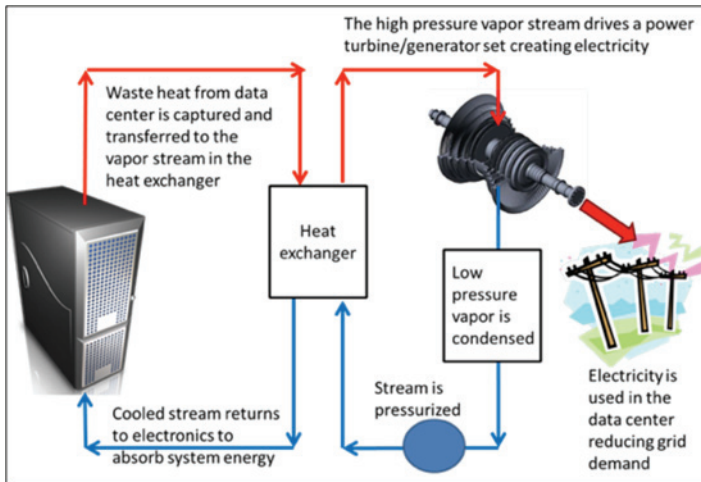 The high pressure vapor stream drives a power
turbine/generator set creating electricity
Waste heat from data
center is captured and
transferred to the
vapor stream in the
heat exchanger
Heat
exchanger
Low
pressure
vapor is
condensed
Stream is
pressurized
Cooled stream returns
to electronics to
absorb system energy
Electricity is
used in the
data center
reducing grid
demand